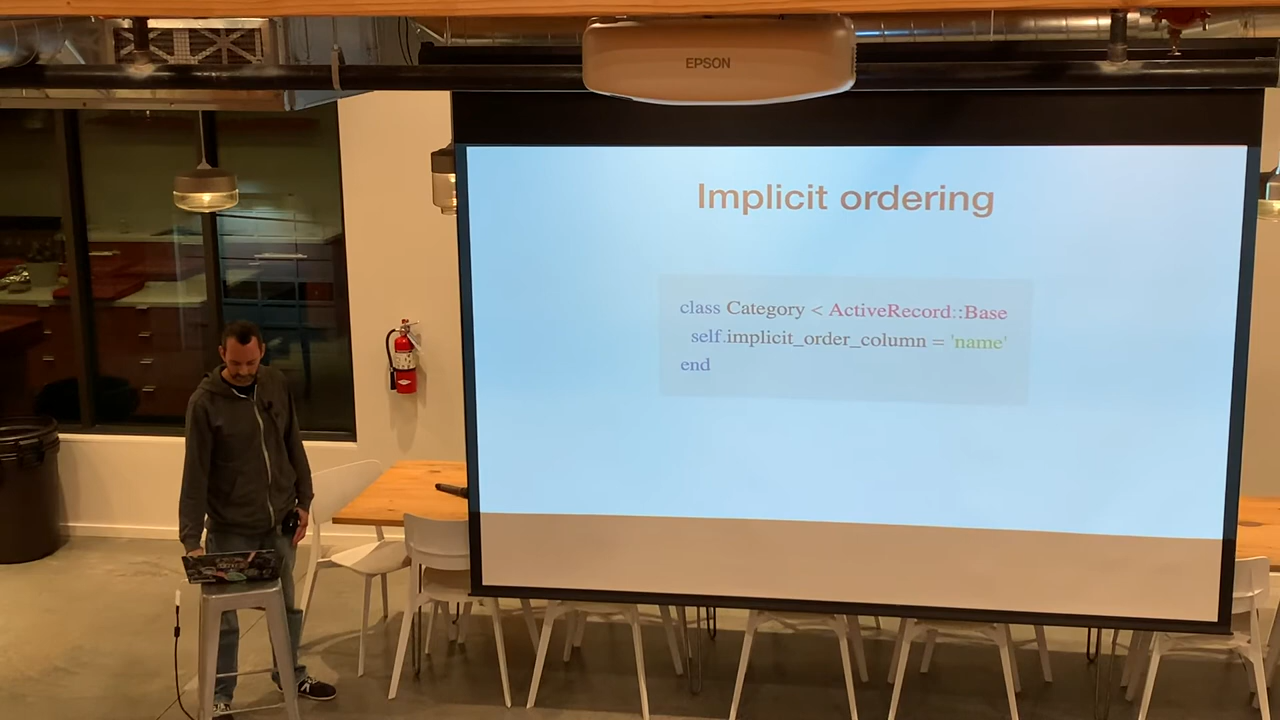 EPSON
Implicit ordering
class Category < ActiveRecord::Base
self.implicit_order_column = 'name'
end